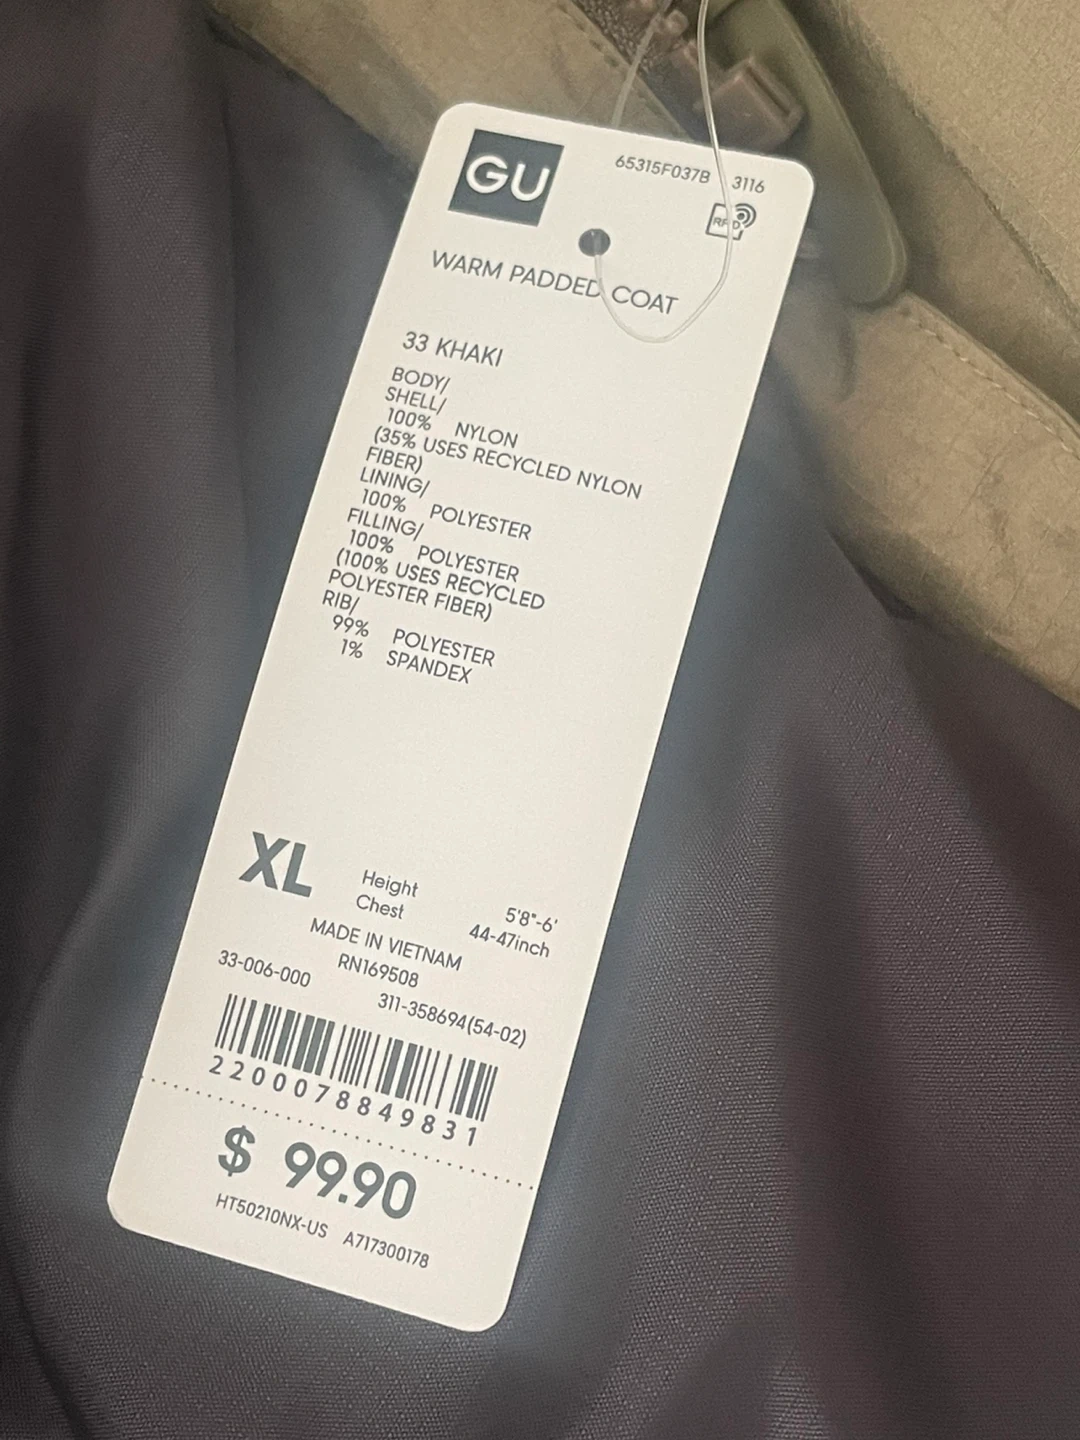 GU
65315F037B 3116
RFID
WARM PADDED COAT
33 KHAKI
BODY/
SHELL/
100% NYLON
(35% USES RECYCLED NYLON
FIBER)
LINING/
100% POLYESTER
FILLING/
100% POLYESTER
(100% USES RECYCLED
POLYESTER FIBER)
RIB/
99% POLYESTER
1% SPANDEX
XL
Height 5'8"-6'
Chest 44-47inch
MADE IN VIETNAM
RN169508
33-006-000 311-358694(54-02)
2200078849831
$ 99.90
HT50210NX-US A717300178